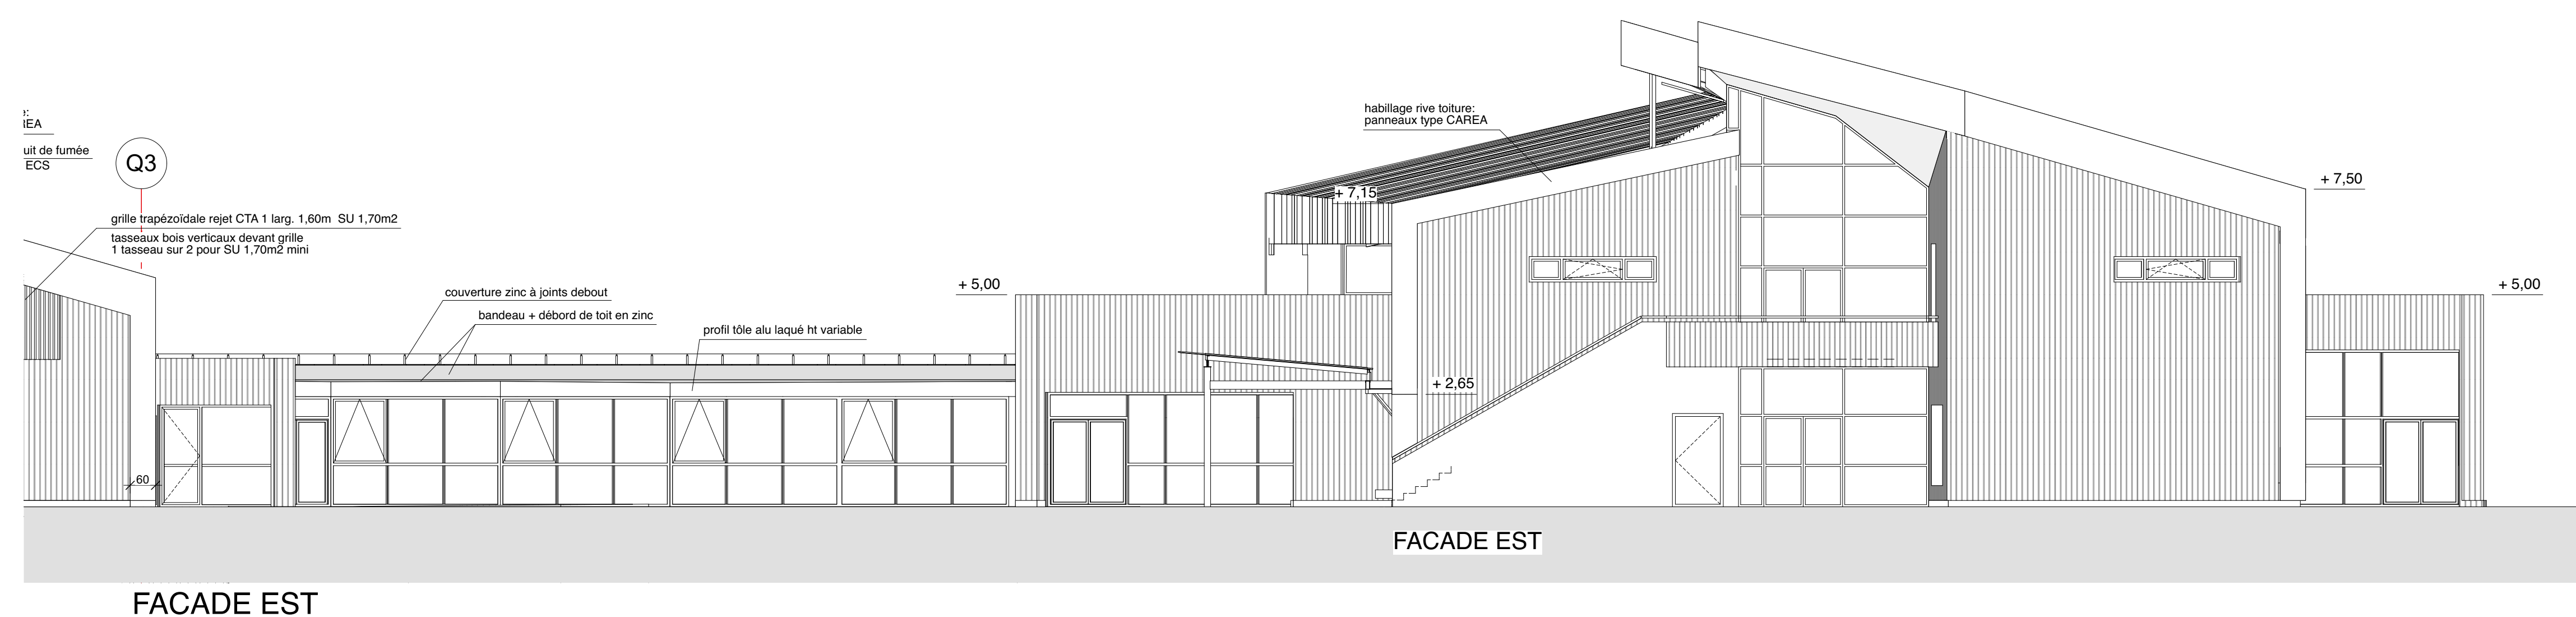 EA
uit de fumée
ECS
Q3
grille trapézoïdale rejet CTA 1 larg. 1,60m SU 1,70m2
tasseaux bois verticaux devant grille
1 tasseau sur 2 pour SU 1,70m2 mini
couverture zinc à joints debout
bandeau + débord de toit en zinc
profil tôle alu laqué ht variable
60
+ 5,00
habillage rive toiture:
panneaux type CAREA
+ 7,15
+ 2,65
+ 7,50
+ 5,00
FACADE EST
FACADE EST